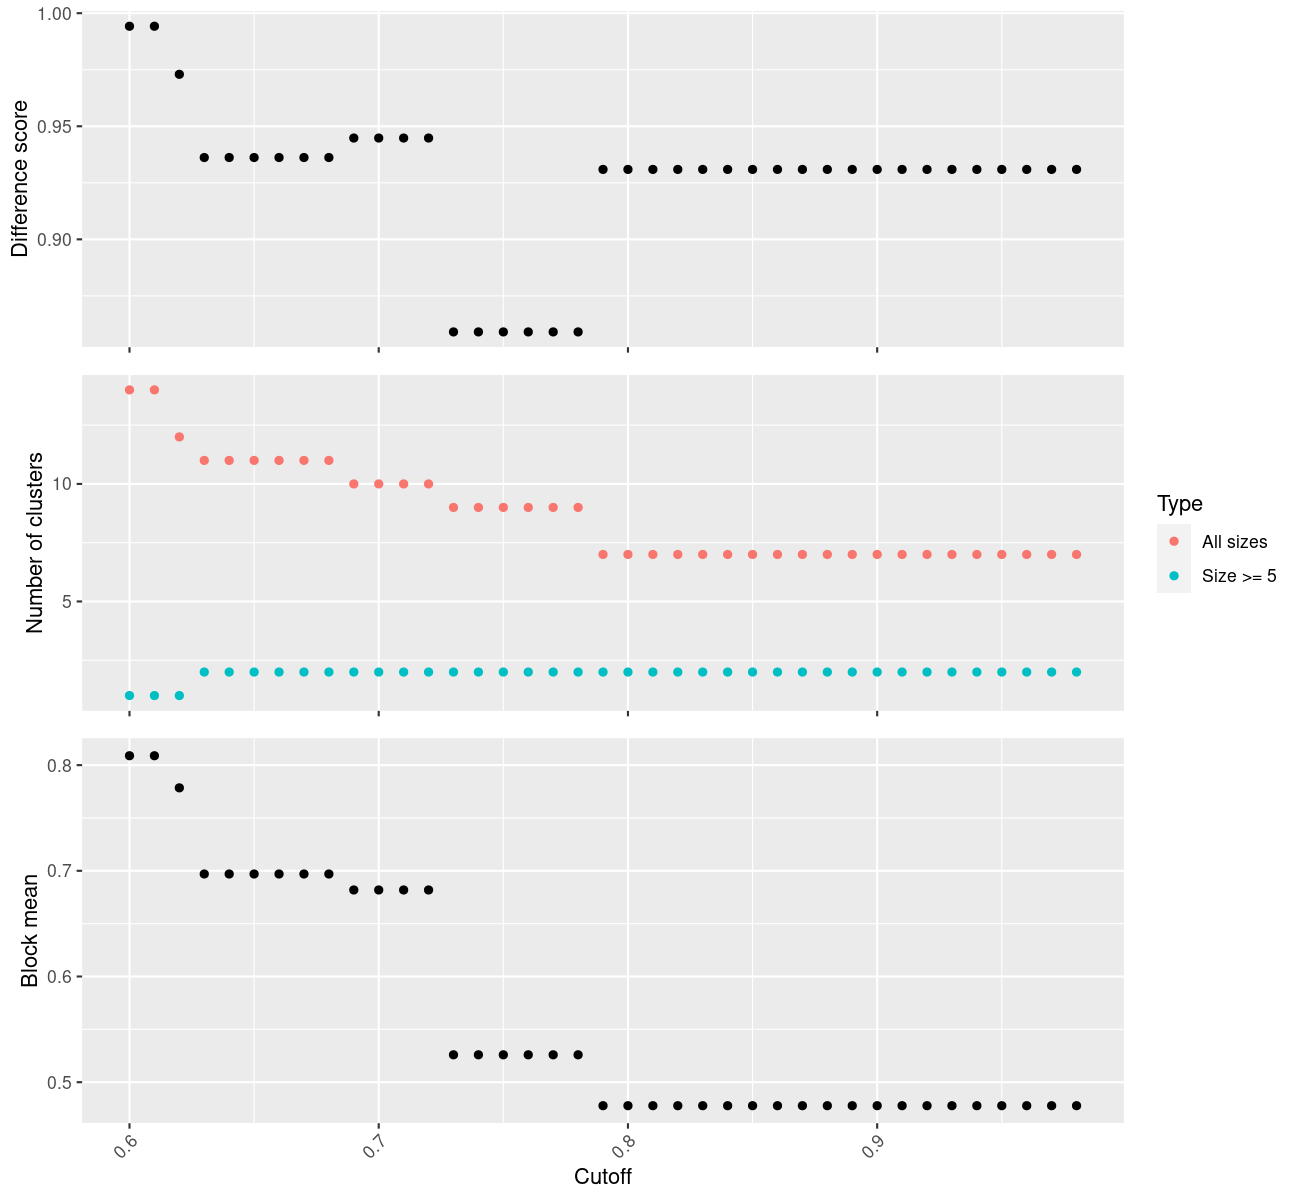 Difference score
1.00
0.95
0.90
Number of clusters
10
5
Type
All sizes
Size >= 5
Block mean
0.8
0.7
0.6
0.5
0.6 0.7 0.8 0.9
Cutoff